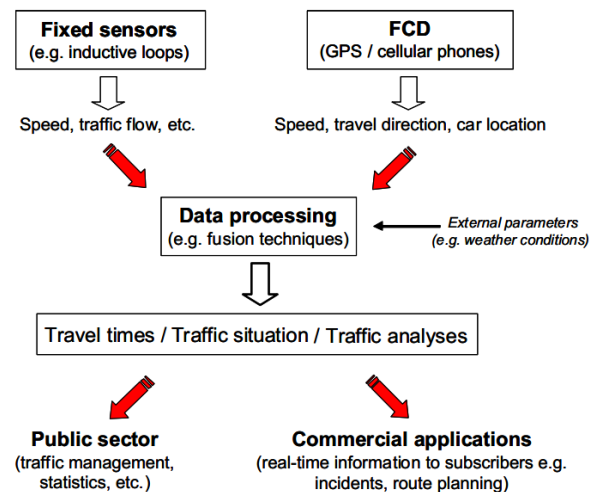 Fixed sensors
(e.g. inductive loops)
FCD
(GPS / cellular phones)
Speed, traffic flow, etc.
Speed, travel direction, car location
Data processing
(e.g. fusion techniques)
External parameters
(e.g. weather conditions)
Travel times / Traffic situation / Traffic analyses
Public sector
(traffic management,
statistics, etc.)
Commercial applications
(real-time information to subscribers e.g.
incidents, route planning)